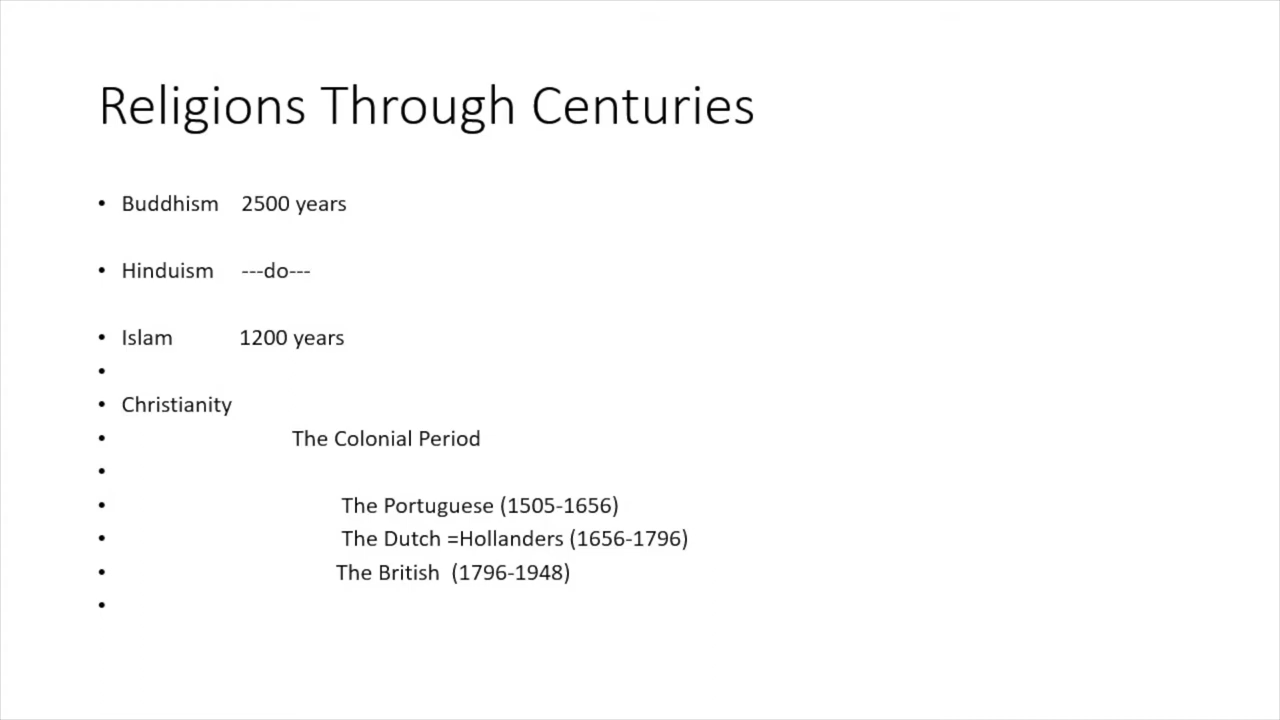 Religions Through Centuries
• Buddhism 2500 years
• Hinduism ---do---
• Islam 1200 years
•
• Christianity
• The Colonial Period
•
• The Portuguese (1505-1656)
• The Dutch =Hollanders (1656-1796)
• The British (1796-1948)
•